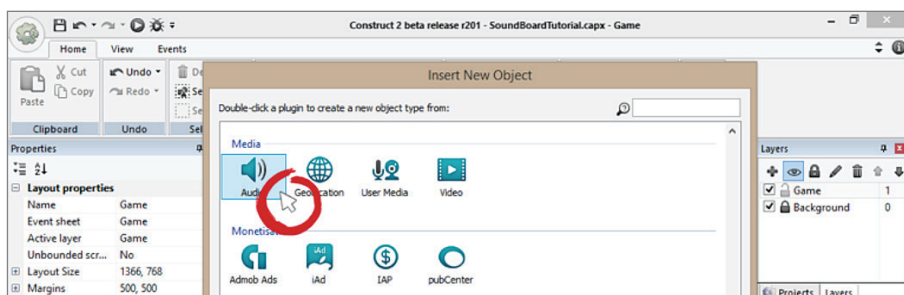 Construct 2 beta release r201 - SoundBoardTutorial.capx - Game
Home View Events
Cut
Copy
Paste
Clipboard
Undo
Redo
Undo
Insert New Object
Double-click a plugin to create a new object type from:
Media
Audio
User Media
Video
Admob Ads
iAd
iAd
IAP
pubCenter
Properties
Layout properties
Name Game
Event sheet Game
Active layer Game
Unbounded scr... No
Layout Size 1366, 768
Margins 500, 500
Layers
Game 1
Background 0
Projects Layers